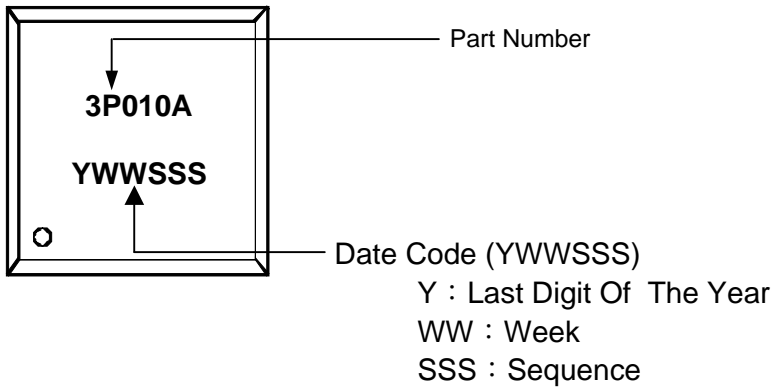 Part Number
3P010A
YWWSSS
Date Code (YWWSSS)
Y：Last Digit Of The Year
WW：Week
SSS：Sequence